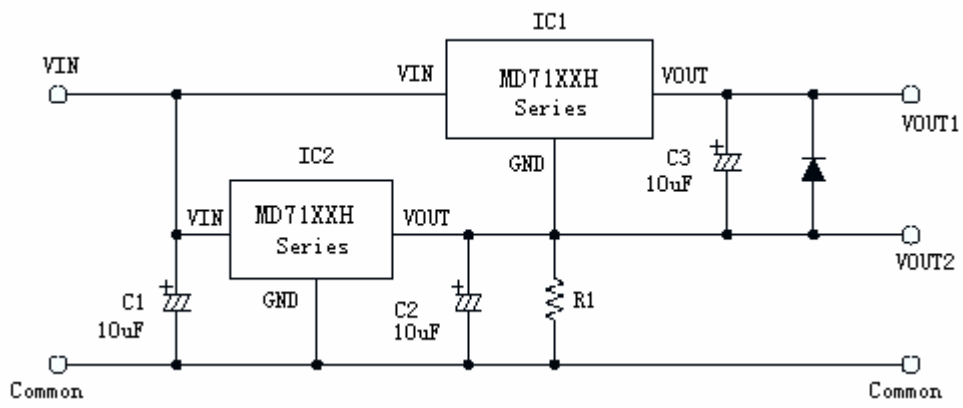 IC1
VIN
VIN
MD71XXH
Series
VOUT
VOUT1
GND
C3
10uF
IC2
VIN
MD71XXH
Series
VOUT
VOUT2
C1
10uF
GND
C2
10uF
R1
Common
Common